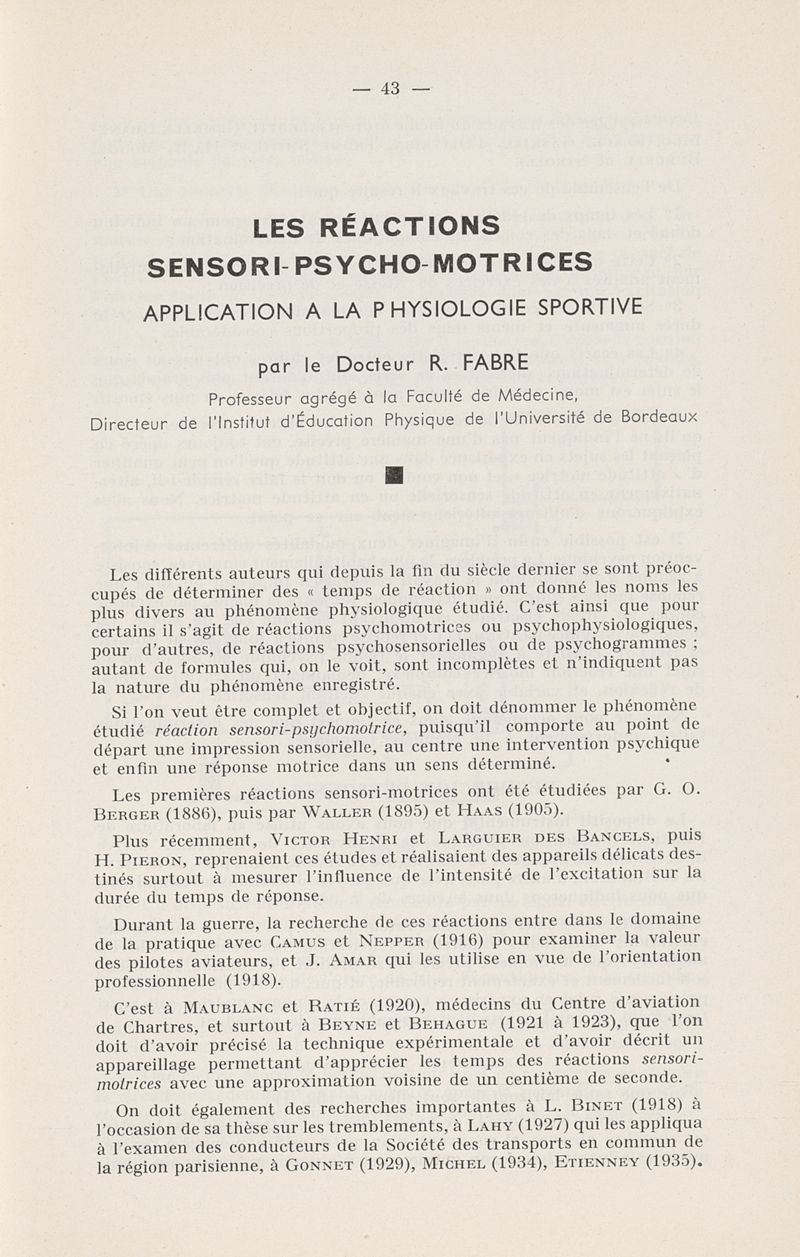 — 43 —
LES RÉACTIONS
SENSORI-PSYCHO-MOTRICES
APPLICATION A LA PHYSIOLOGIE SPORTIVE
par le Docteur R. FABRE
Professeur agrégé à la Faculté de Médecine,
Directeur de l'Institut d'Éducation Physique de l'Université de Bordeaux
Les différents auteurs qui depuis la fin du siècle dernier se sont préoc-
cupés de déterminer des « temps de réaction » ont donné les noms les
plus divers au phénomène physiologique étudié. C'est ainsi que pour
certains il s'agit de réactions psychomotrices ou psychophysiologiques,
pour d'autres, de réactions psychosensorielles ou de psychogrammes ;
autant de formules qui, on le voit, sont incomplètes et n'indiquent pas
la nature du phénomène enregistré.
Si l'on veut être complet et objectif, on doit dénommer le phénomène
étudié réaction sensori-psychomotrice, puisqu'il comporte au point de
départ une impression sensorielle, au centre une intervention psychique
et enfin une réponse motrice dans un sens déterminé.
Les premières réactions sensori-motrices ont été étudiées par G. O.
BERGER (1886), puis par WALLER (1895) et HAAS (1905).
Plus récemment, VICTOR HENRI et LARGUIER DES BANCELS, puis
H. PIERON, reprenaient ces études et réalisaient des appareils délicats des-
tinés surtout à mesurer l'influence de l'intensité de l'excitation sur la
durée du temps de réponse.
Durant la guerre, la recherche de ces réactions entre dans le domaine
de la pratique avec CAMUS et NEPPER (1916) pour examiner la valeur
des pilotes aviateurs, et J. AMAR qui les utilise en vue de l'orientation
professionnelle (1918).
C'est à MAUBLANC et RATIÉ (1920), médecins du Centre d'aviation
de Chartres, et surtout à BEYNE et BEHAGUE (1921 à 1923), que l'on
doit d'avoir précisé la technique expérimentale et d'avoir décrit un
appareillage permettant d'apprécier les temps des réactions sensori-
motrices avec une approximation voisine de un centième de seconde.
On doit également des recherches importantes à L. BINET (1918) à
l'occasion de sa thèse sur les tremblements, à LAHY (1927) qui les appliqua
à l'examen des conducteurs de la Société des transports en commun de
la région parisienne, à GONNET (1929), MICHEL (1934), ETIENNEY (1935).